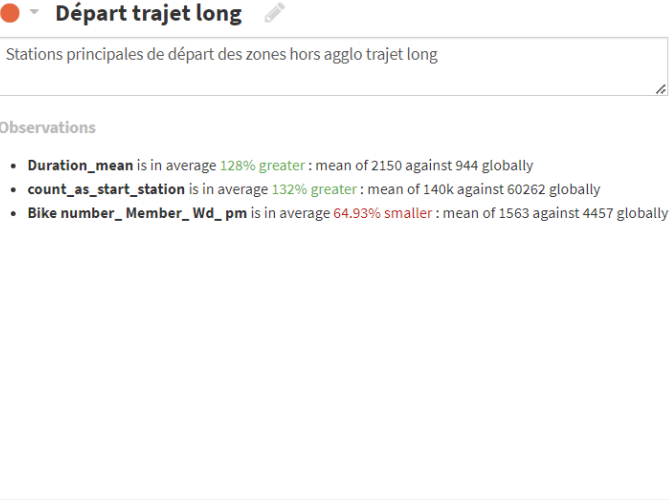 Départ trajet long
Stations principales de départ des zones hors agglo trajet long
Observations
Duration_mean is in average 128% greater : mean of 2150 against 944 globally
count_as_start_station is in average 132% greater : mean of 140k against 60262 globally
Bike number_ Member_ Wd_ pm is in average 64.93% smaller : mean of 1563 against 4457 globally